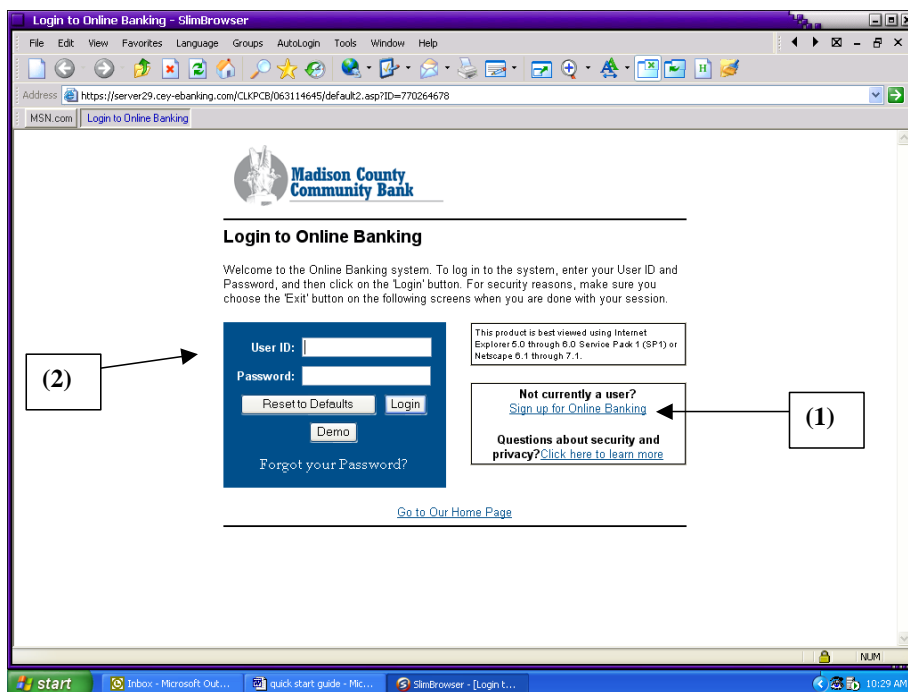 Login to Online Banking - SlimBrowser
File Edit View Favorites Language Groups AutoLogin Tools Window Help
Address https://server29.cey-ebanking.com/CLKPCB/063114645/default2.asp?ID=770264678
MSN.com Login to Online Banking
Madison County
Community Bank
Login to Online Banking
Welcome to the Online Banking system. To log in to the system, enter your User ID and
Password, and then click on the 'Login' button. For security reasons, make sure you
choose the 'Exit' button on the following screens when you are done with your session.
(2)
User ID:
Password:
Reset to Defaults Login
Demo
Forgot your Password?
This product is best viewed using Internet
Explorer 5.0 through 6.0 Service Pack 1 (SP1) or
Netscape 6.1 through 7.1.
Not currently a user?
Sign up for Online Banking
Questions about security and
privacy?Click here to learn more
(1)
Go to Our Home Page
NUM
start Inbox - Microsoft Out... quick start guide - Mic... SlimBrowser - [Login t... 10:29 AM